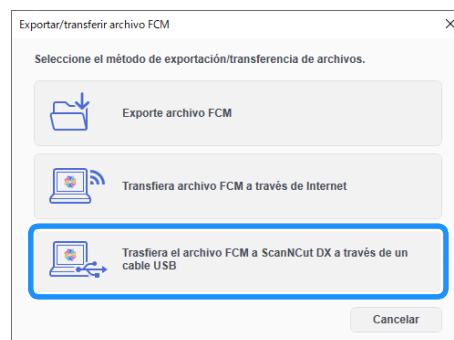 Exportar/transferir archivo FCM
Seleccione el método de exportación/transferencia de archivos.
Exporte archivo FCM
Transfiera archivo FCM a través de Internet
Trasfiera el archivo FCM a ScanNCut DX a través de un
cable USB
Cancelar